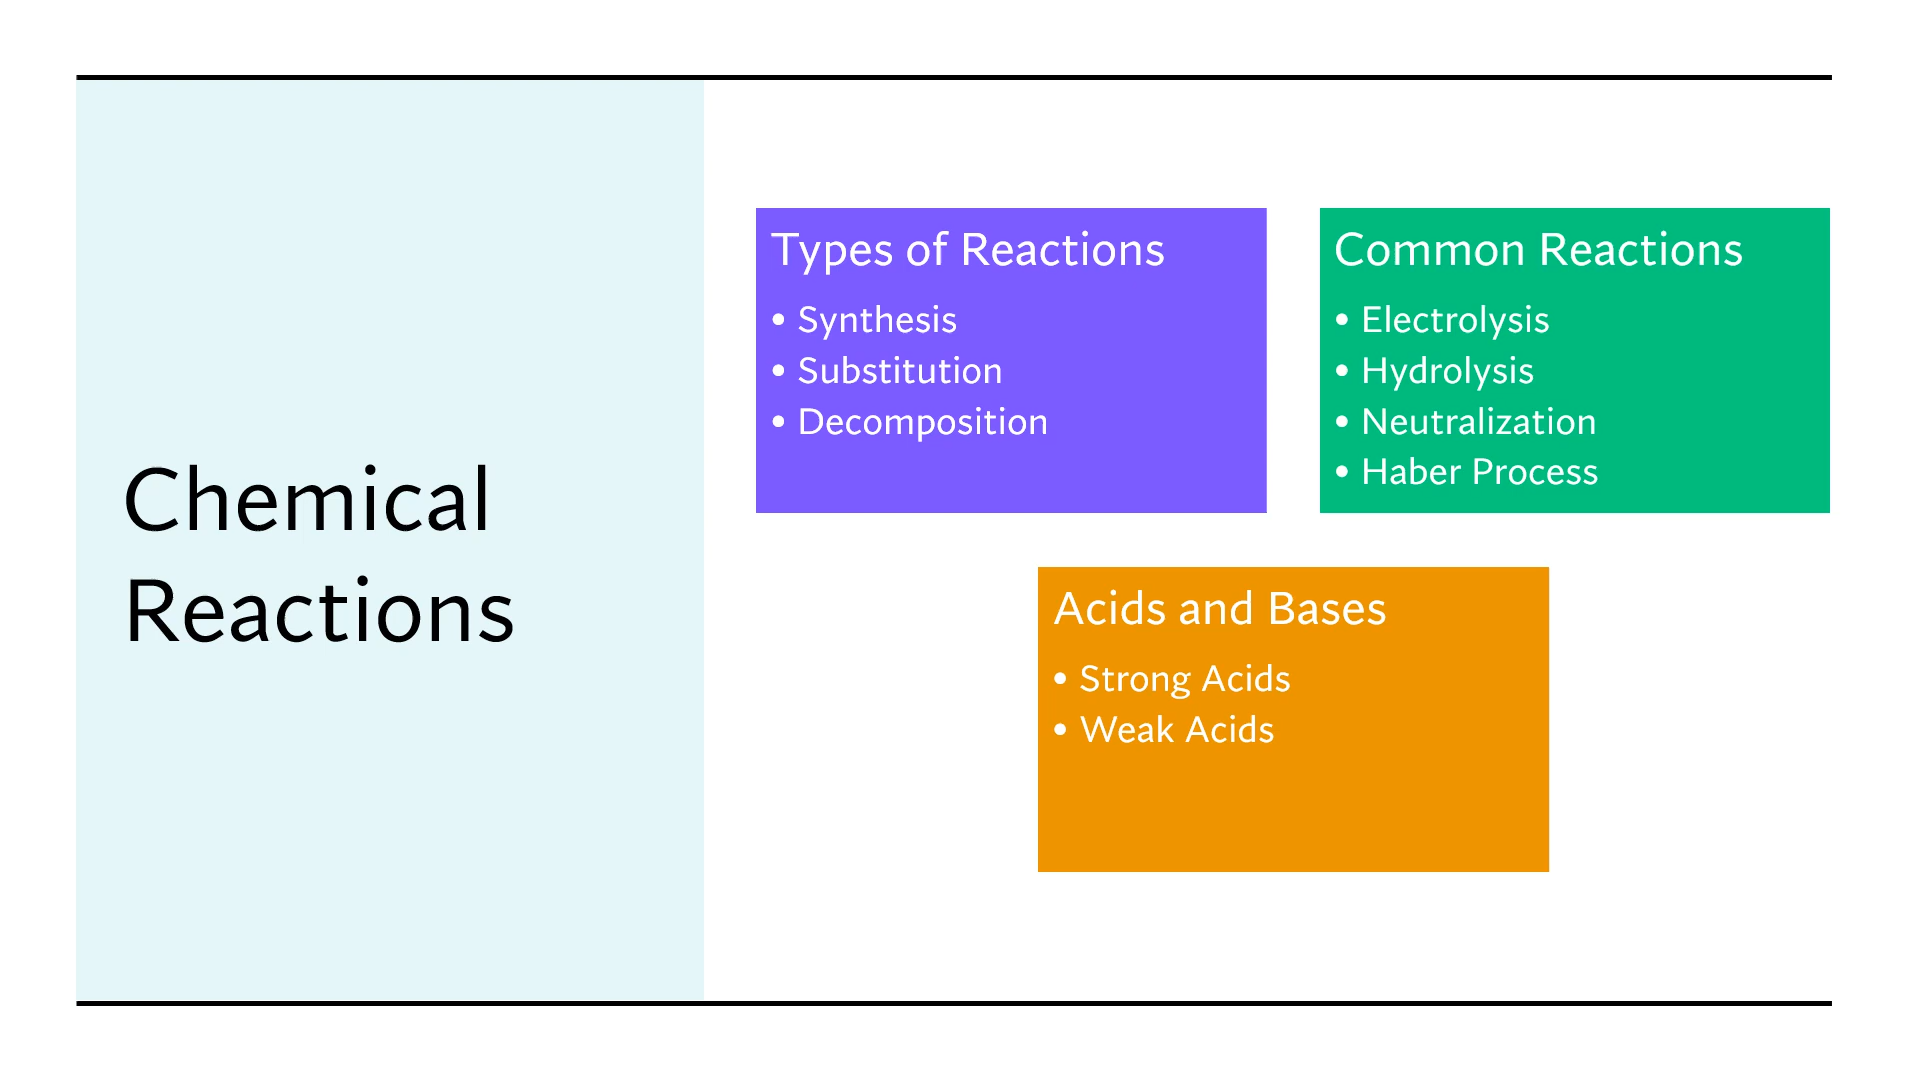 Chemical
Reactions
Types of Reactions
• Synthesis
• Substitution
• Decomposition
Common Reactions
• Electrolysis
• Hydrolysis
• Neutralization
• Haber Process
Acids and Bases
• Strong Acids
• Weak Acids